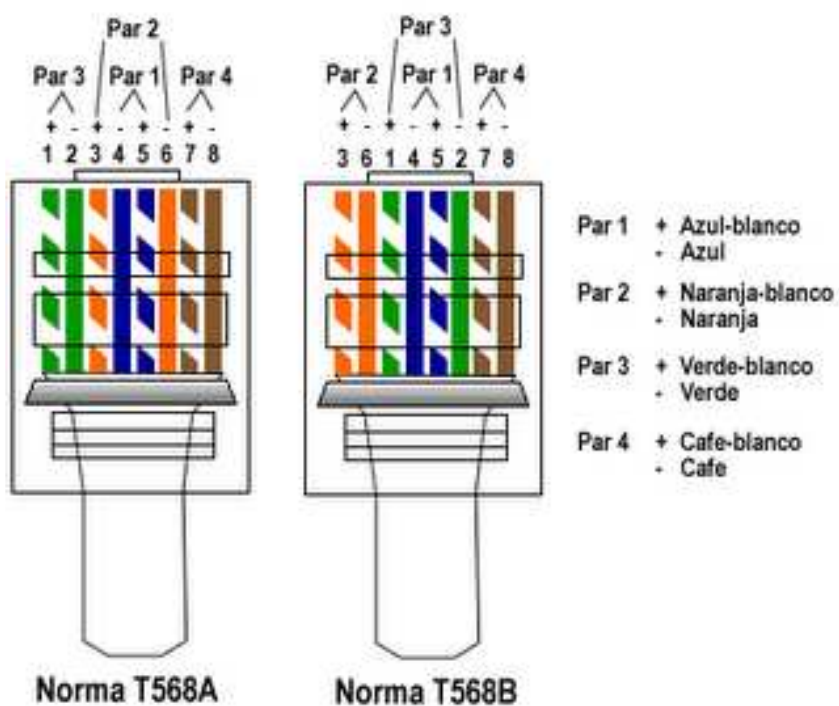 Par 2
Par 3 Par 1 Par 4
+ - + - + - + -
1 2 3 4 5 6 7 8
Norma T568A
Par 3
Par 2 Par 1 Par 4
+ - + - + - + -
3 6 1 4 5 2 7 8
Norma T568B
Par 1 + Azul-blanco
- Azul
Par 2 + Naranja-blanco
- Naranja
Par 3 + Verde-blanco
- Verde
Par 4 + Cafe-blanco
- Cafe